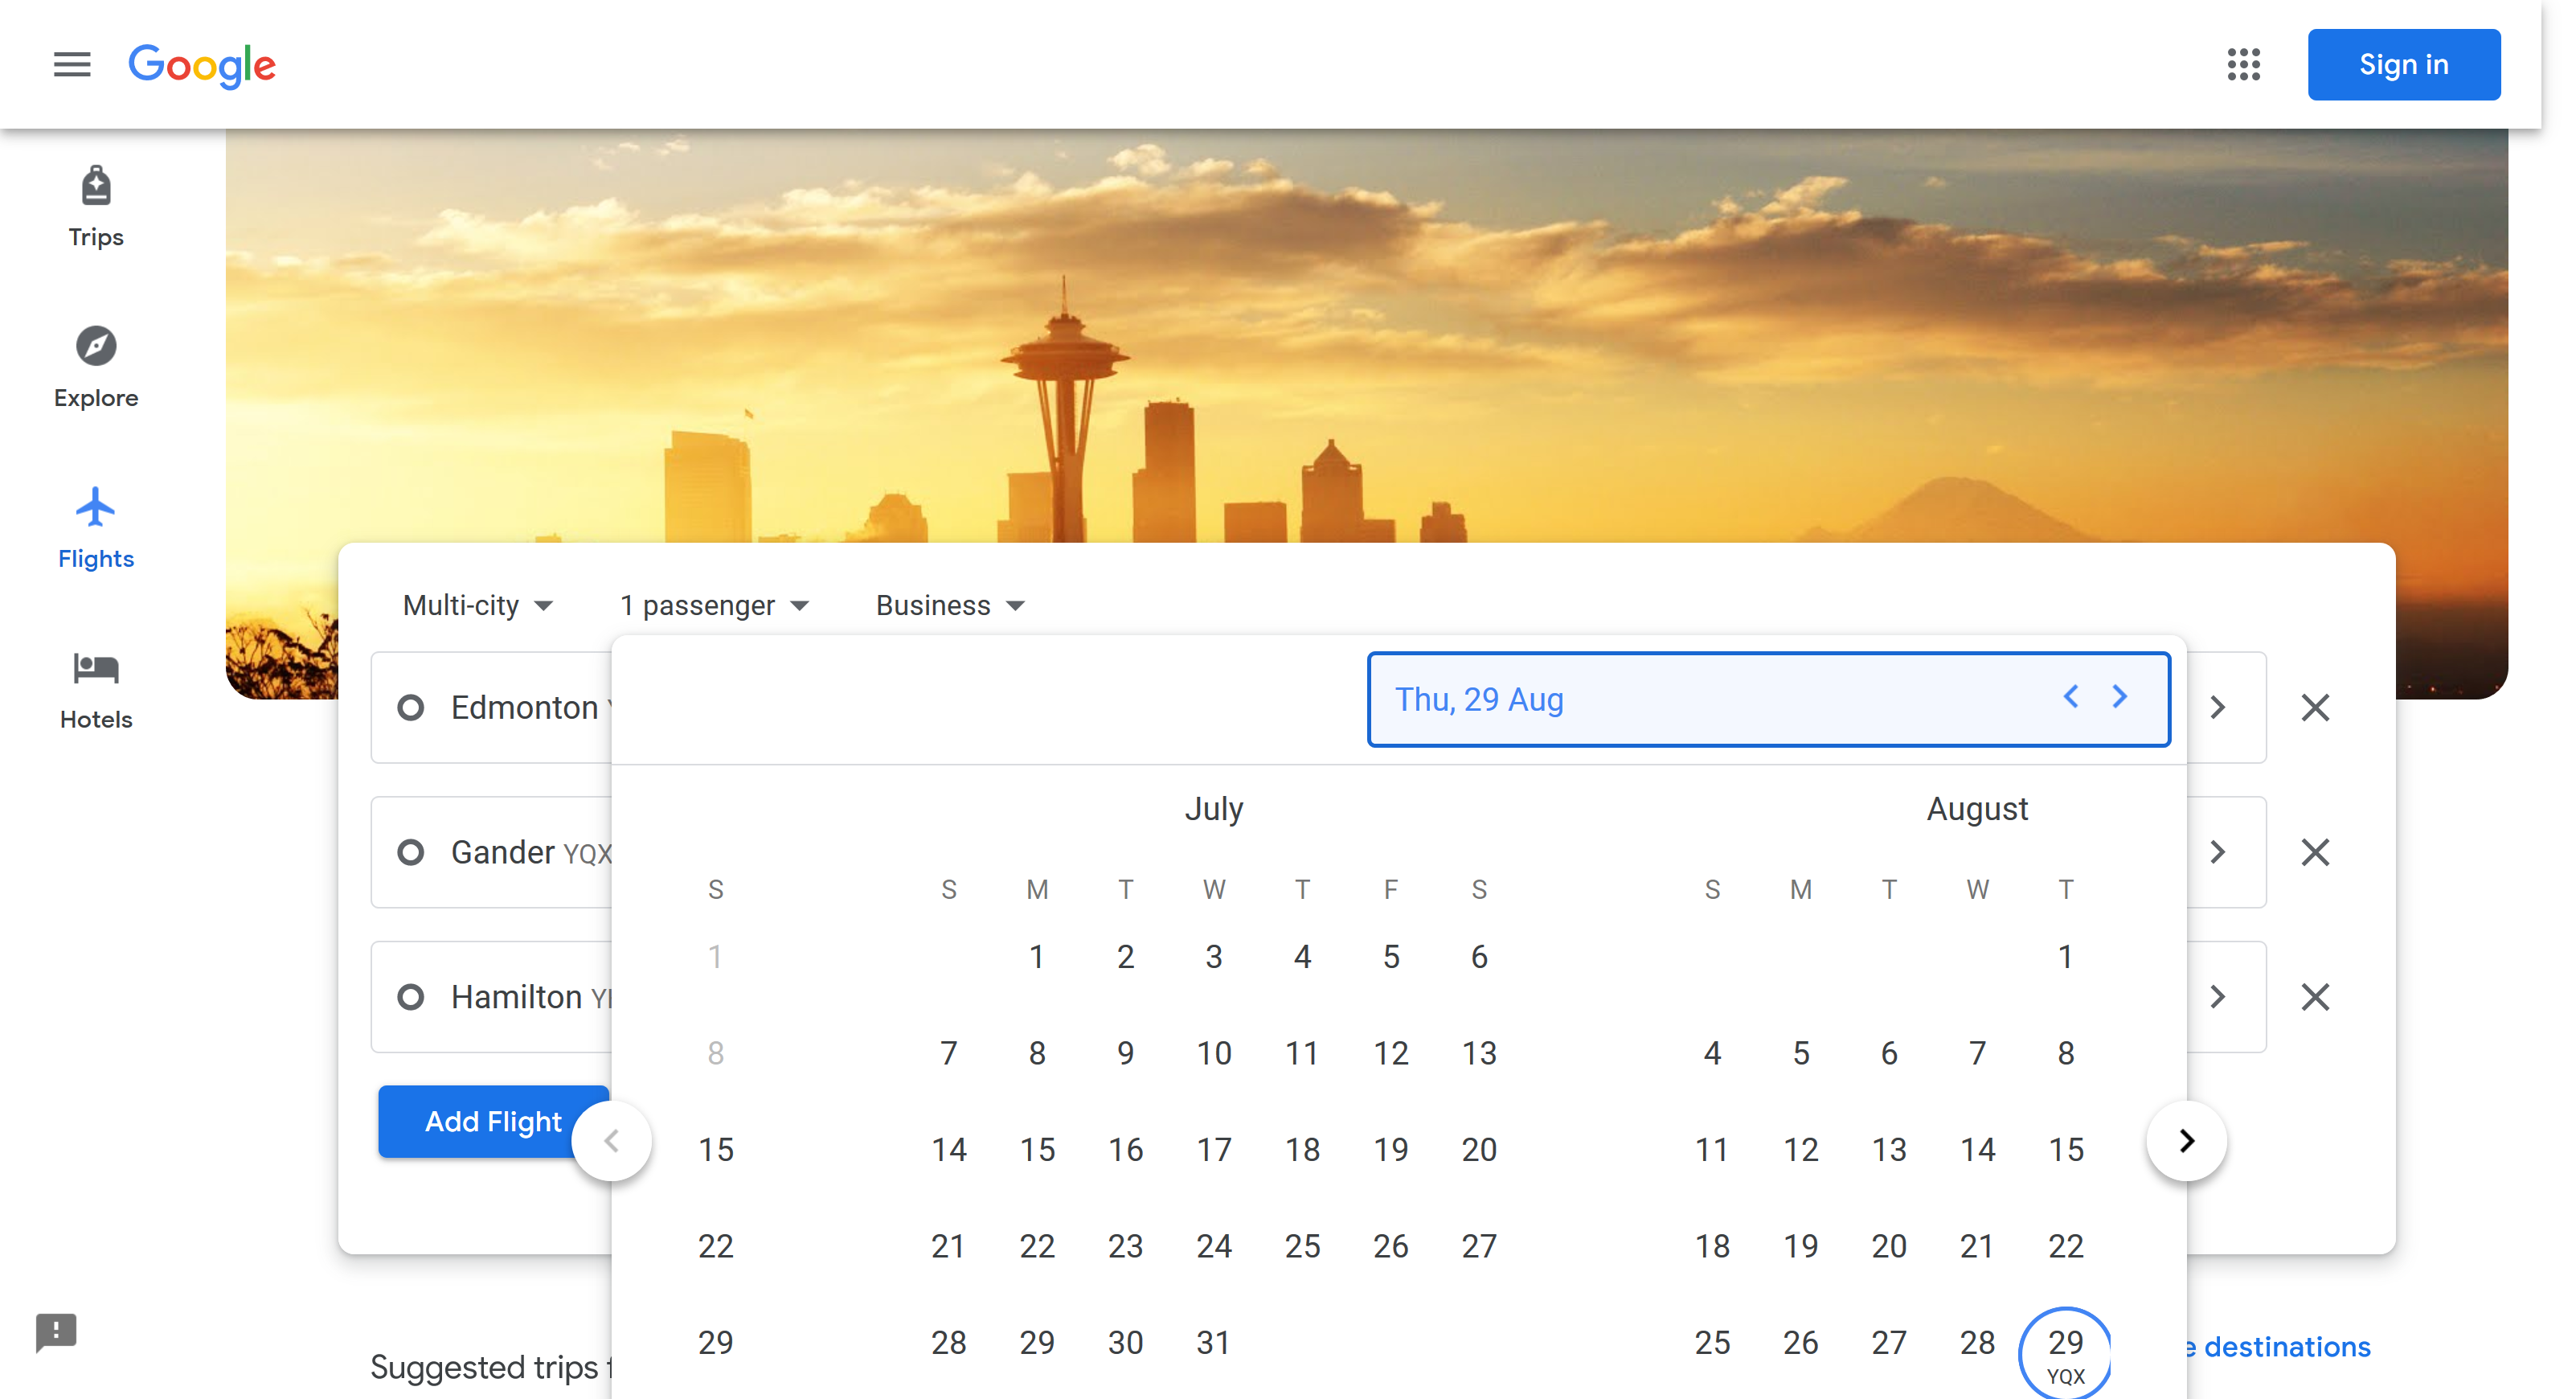 Google
Sign in
Trips
Explore
Flights
Hotels
Multi-city
1 passenger
Business
Edmonton
Thu, 29 Aug
Gander YQX
Hamilton
Add Flight
July
August
S
S M T W T F S
S M T W T
1
1 2 3 4 5 6
1
8
7 8 9 10 11 12 13
4 5 6 7 8
15
14 15 16 17 18 19 20
11 12 13 14 15
22
21 22 23 24 25 26 27
18 19 20 21 22
29
28 29 30 31
25 26 27 28 29
YQX
Suggested trips
destinations